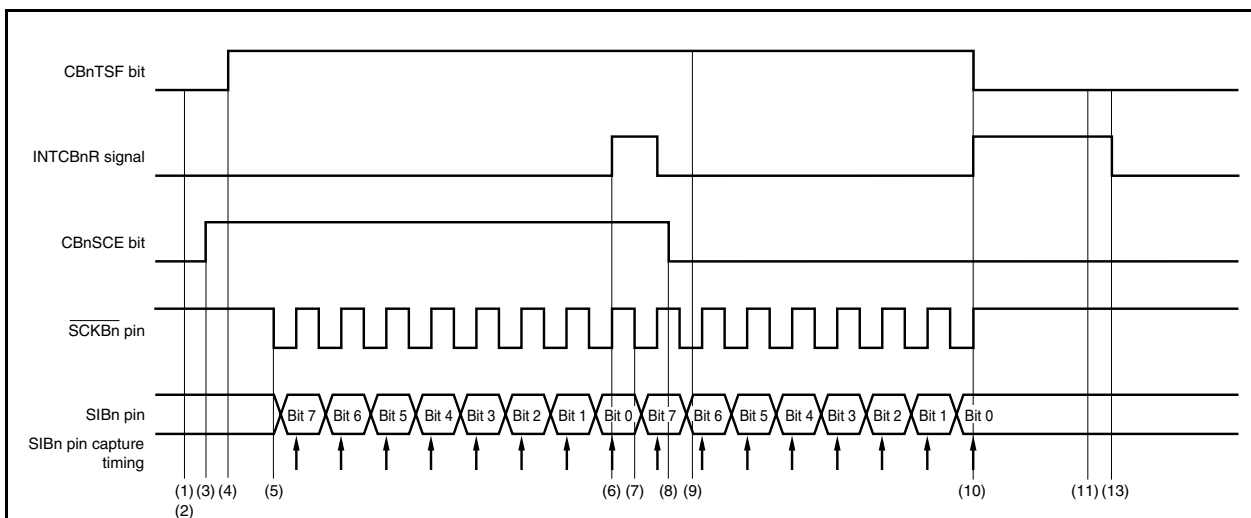 CBnTSF bit
INTCBnR signal
CBnSCE bit
SCKBn pin
SIBn pin
Bit 7 Bit 6 Bit 5 Bit 4 Bit 3 Bit 2 Bit 1 Bit 0 Bit 7 Bit 6 Bit 5 Bit 4 Bit 3 Bit 2 Bit 1 Bit 0
SIBn pin capture
timing
(1) (3) (4) (5) (6) (7) (8) (9) (10) (11) (13)
(2)